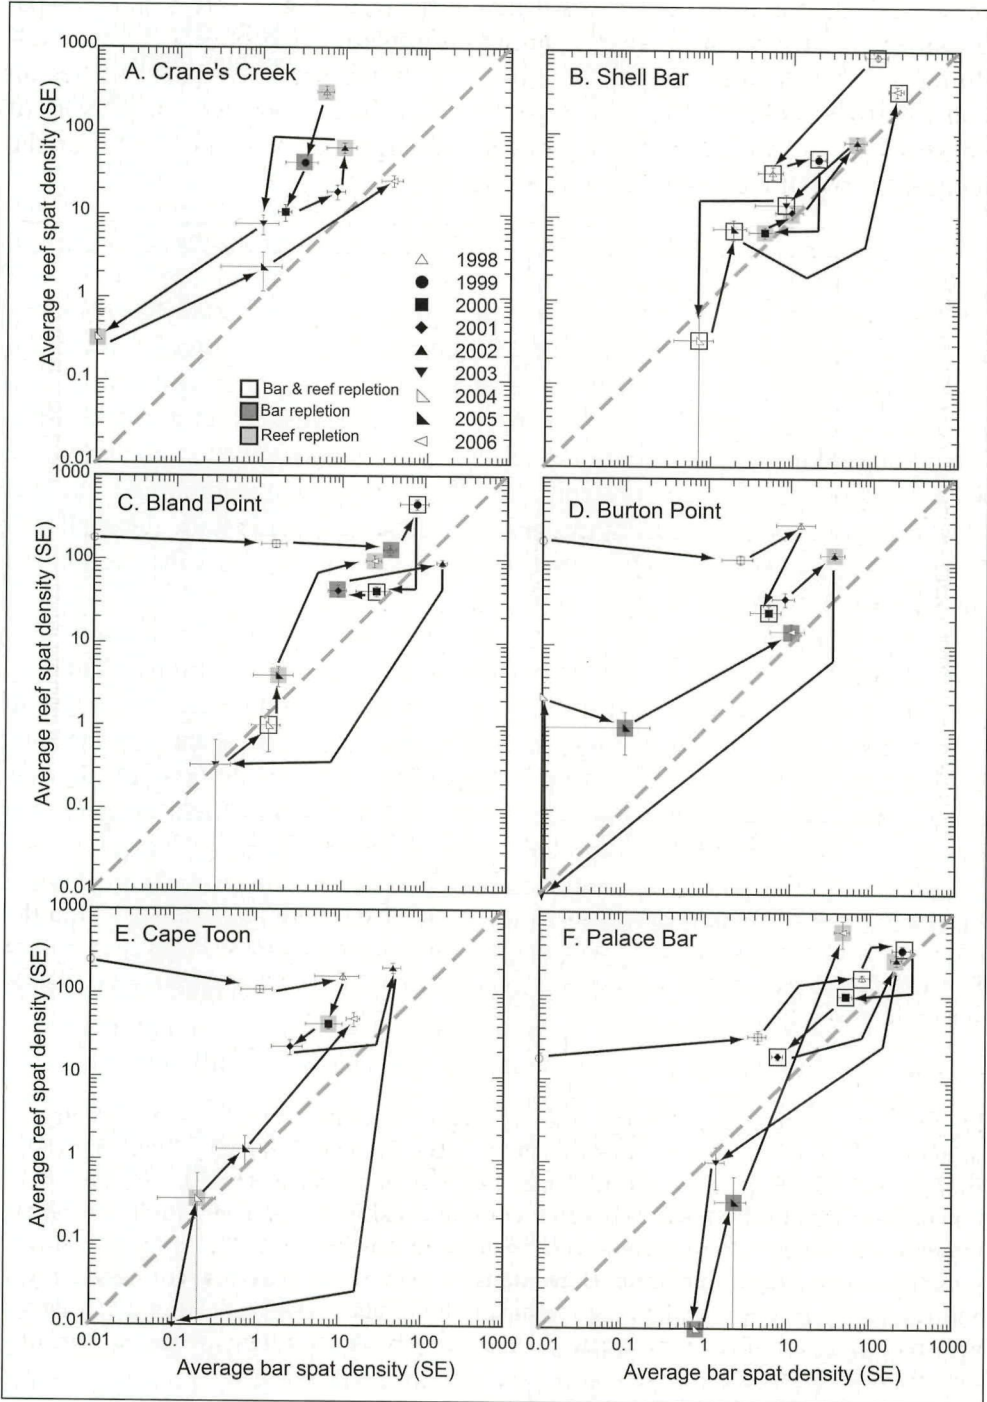 A. Crane's Creek
1000
100
10
1
0.1
0.01
Average reef spat density (SE)
1998
1999
2000
2001
2002
2003
2004
2005
2006
Bar & reef repletion
Bar repletion
Reef repletion
B. Shell Bar
C. Bland Point
1000
100
10
1
0.1
0.01
Average reef spat density (SE)
D. Burton Point
E. Cape Toon
1000
100
10
1
0.1
0.01
Average reef spat density (SE)
0.01 0.1 1 10 100
Average bar spat density (SE)
F. Palace Bar
0.01 0.1 1 10 100 1000
Average bar spat density (SE)